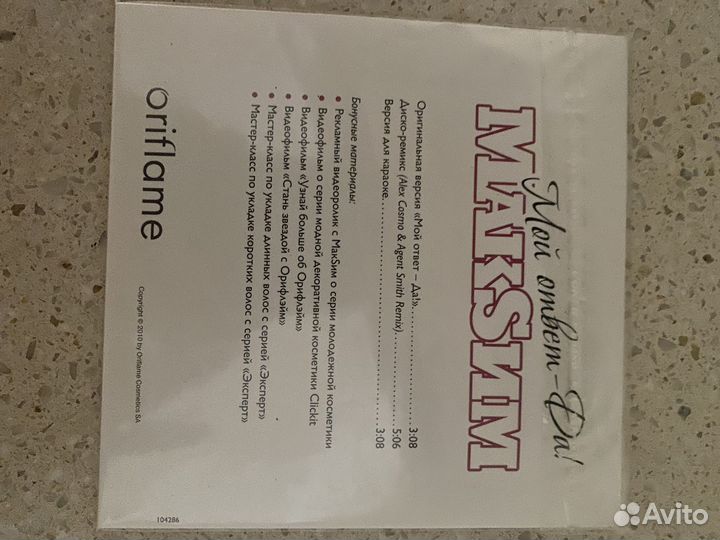 Мой ответ – Да!
МакSим
Оригинальная версия «Мой ответ – Да!»..............................3:08
Диско-ремикс (Alex Cosmo & Agent Smith Remix)..............5:06
Версия для караоке..............................3:08
Бонусные материалы:
• Рекламный видеоролик с МакSим о серии молодежной косметики
• Видеофильм о серии модной декоративной косметики Clickit
• Видеофильм «Узнай больше об Орифлэйм»
• Видеофильм «Стань звездой с Орифлэйм»
• Мастер-класс по укладке длинных волос с серией «Эксперт»
• Мастер-класс по укладке коротких волос с серией «Эксперт»
Oriflame
Copyright © 2010 by Oriflame Cosmetics SA
104286
Avito